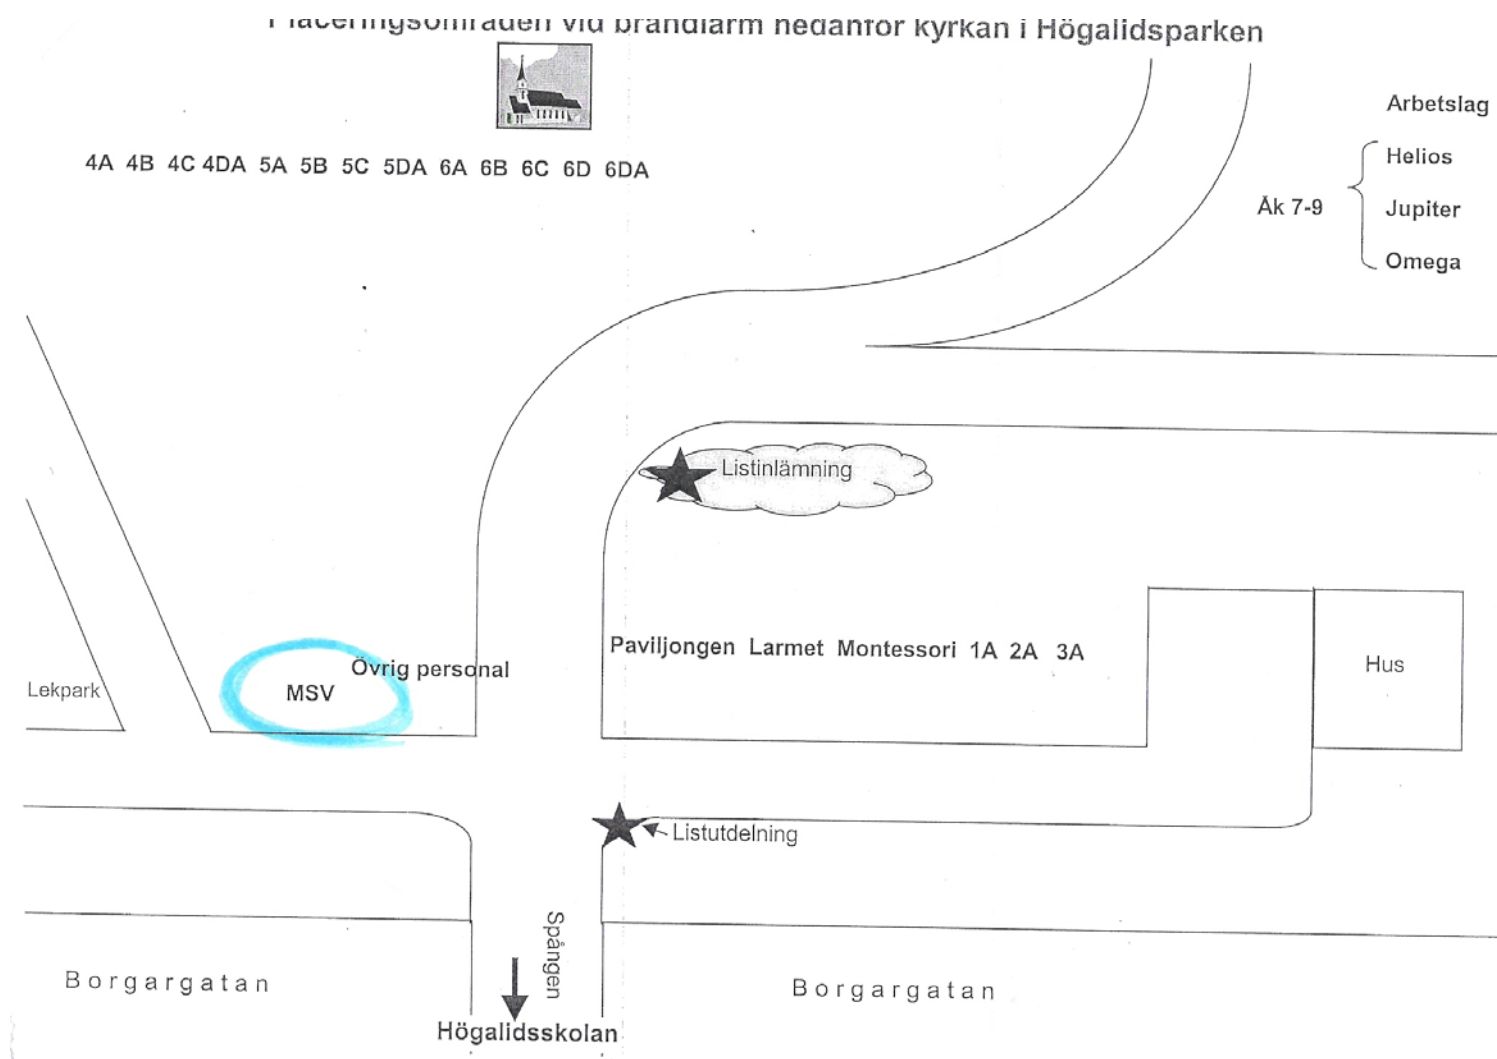 Placeringsområden vid brandlarm nedanför kyrkan i Högalidsparken
Arbetslag
4A 4B 4C 4DA 5A 5B 5C 5DA 6A 6B 6C 6D 6DA
Helios
Åk 7-9
Jupiter
Omega
Listinlämning
Paviljongen Larmet Montessori 1A 2A 3A
Övrig personal
MSV
Lekpark
Hus
Listutdelning
Spången
Borgargatan
Borgargatan
Högalidsskolan